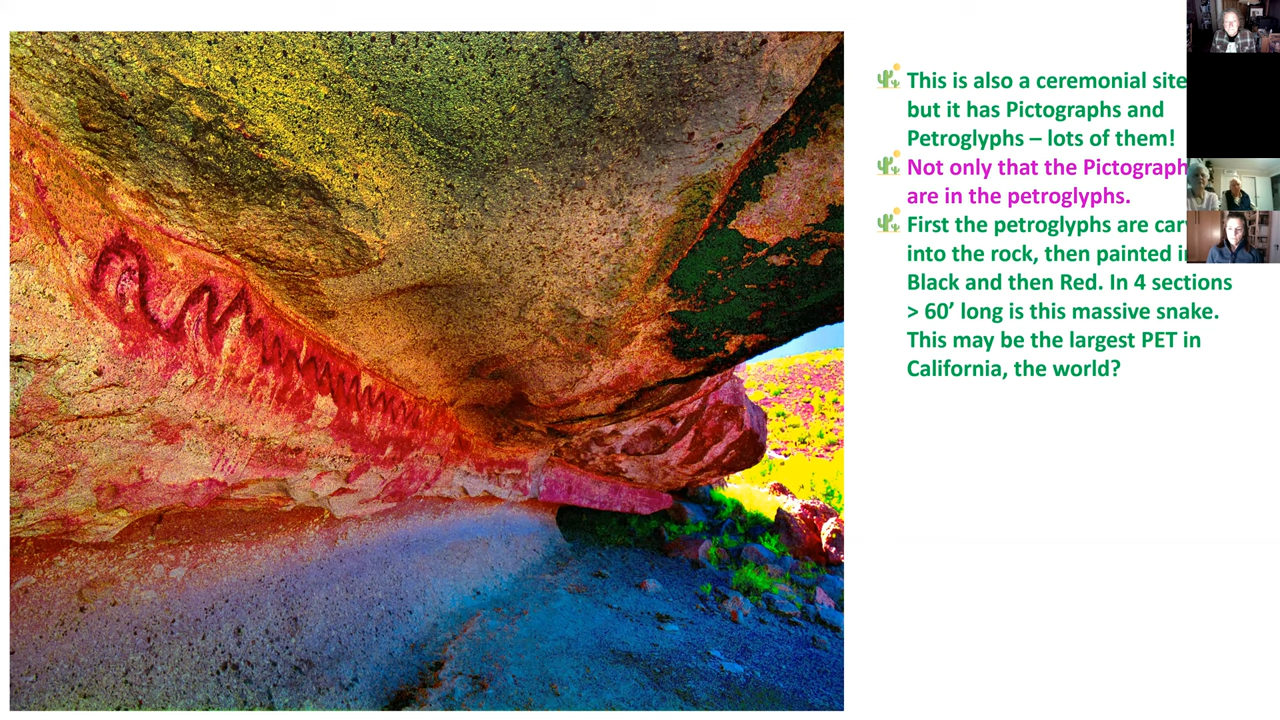 This is also a ceremonial site
but it has Pictographs and
Petroglyphs – lots of them!
Not only that the Pictograph
are in the petroglyphs.
First the petroglyphs are
into the rock, then painted
Black and then Red. In 4 sections
> 60’ long is this massive snake.
This may be the largest PET in
California, the world?